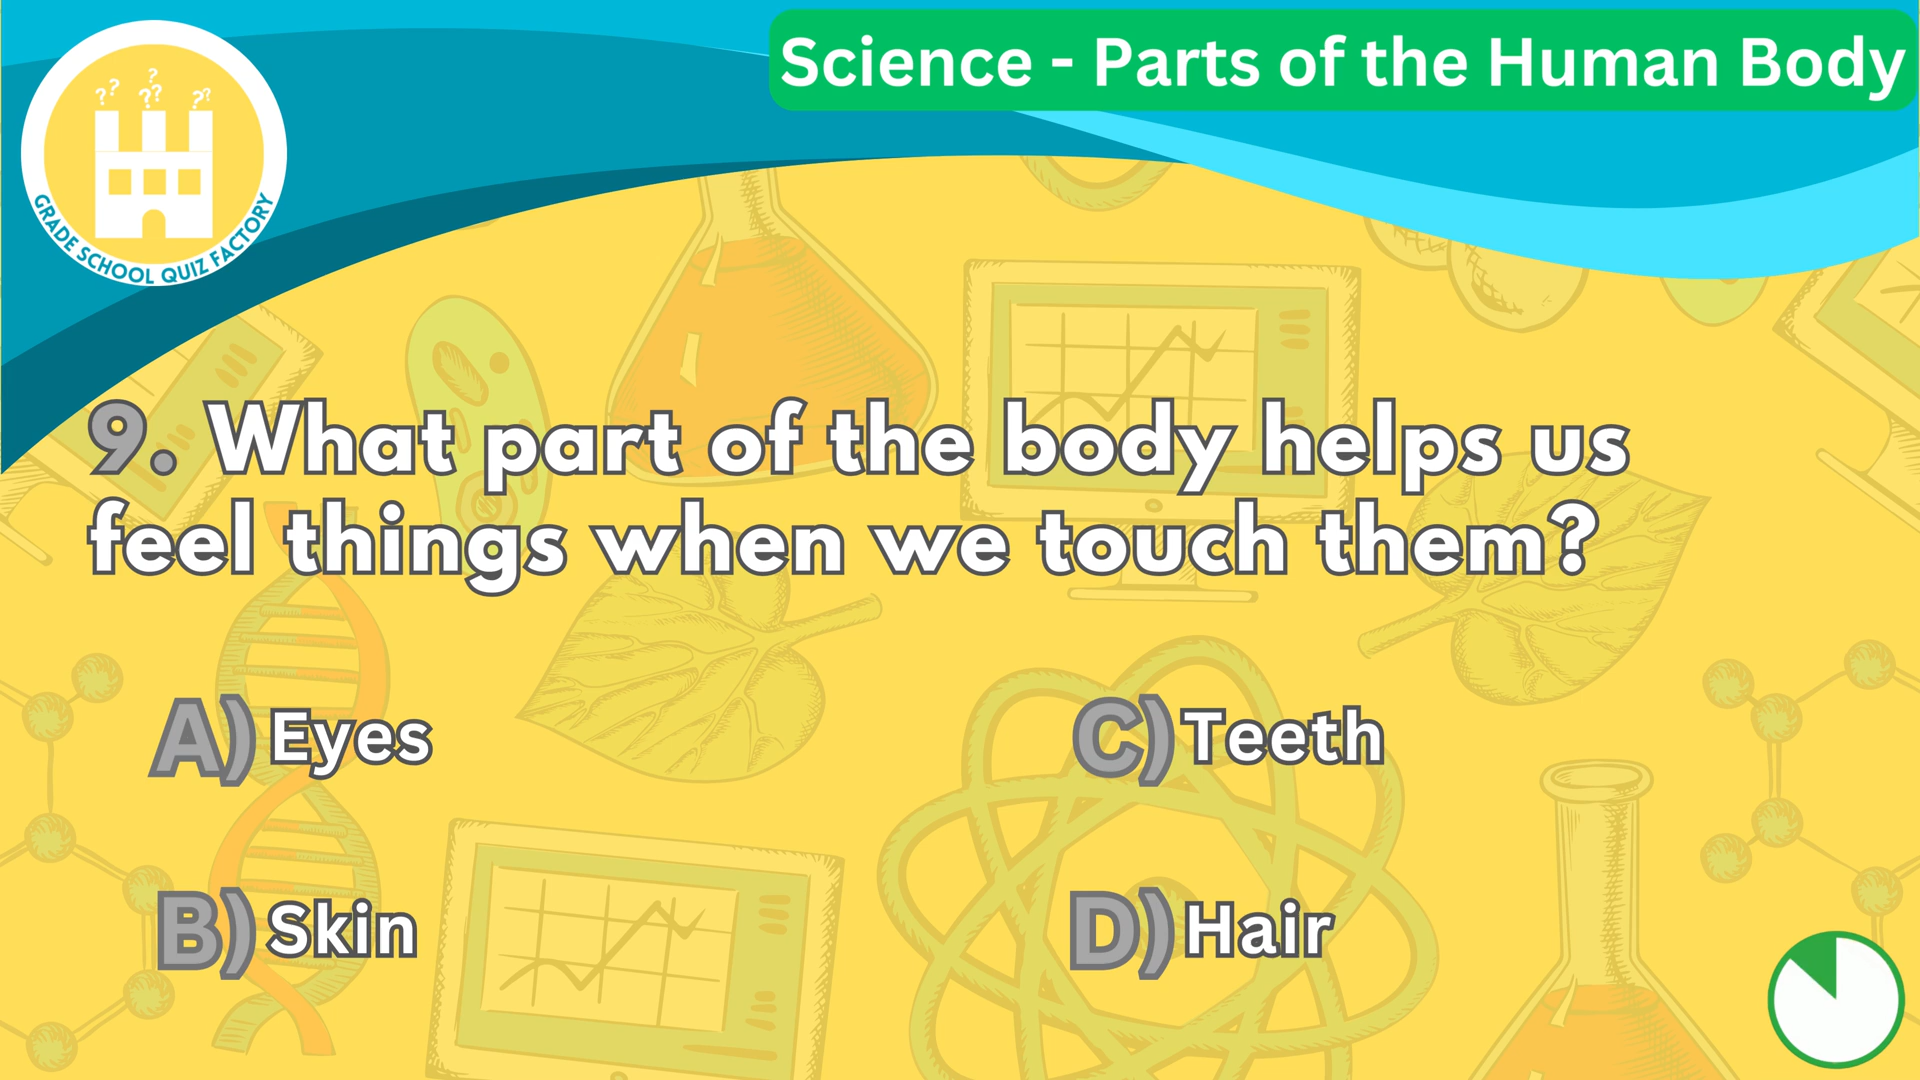 Science - Parts of the Human Body
? ? ? ? ? ? ?
GRADE SCHOOL QUIZ FACTORY
9. What part of the body helps us
feel things when we touch them?
A) Eyes
B) Skin
C) Teeth
D) Hair